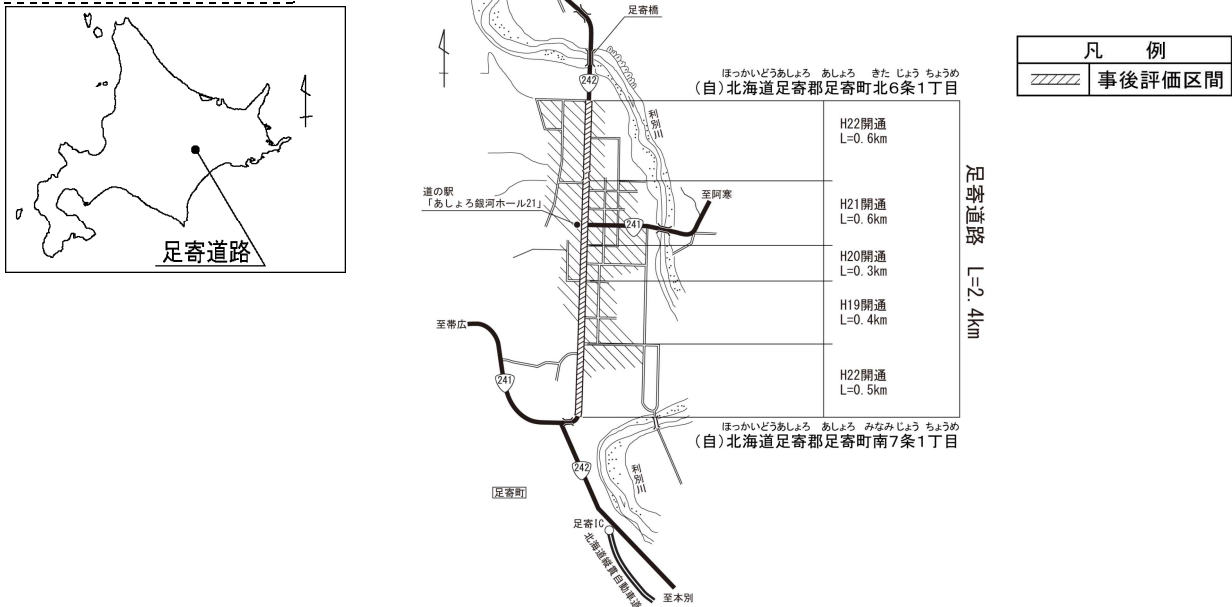 足寄道路
足寄橋
242
ほっかいどうあしょろ あしょろ きた じょう ちょうめ
(自)北海道足寄郡足寄町北6条1丁目
凡 例
事後評価区間
利別川
H22開通
L=0.6km
至阿寒
道の駅
「あしょろ銀河ホール21」
241
H21開通
L=0.6km
H20開通
L=0.3km
H19開通
L=0.4km
足寄道路 L=2.4km
至帯広
241
H22開通
L=0.5km
ほっかいどうあしょろ あしょろ みなみじょう ちょうめ
(自)北海道足寄郡足寄町南7条1丁目
242
利別川
足寄町
足寄IC
北海道縦貫自動車道
至本別